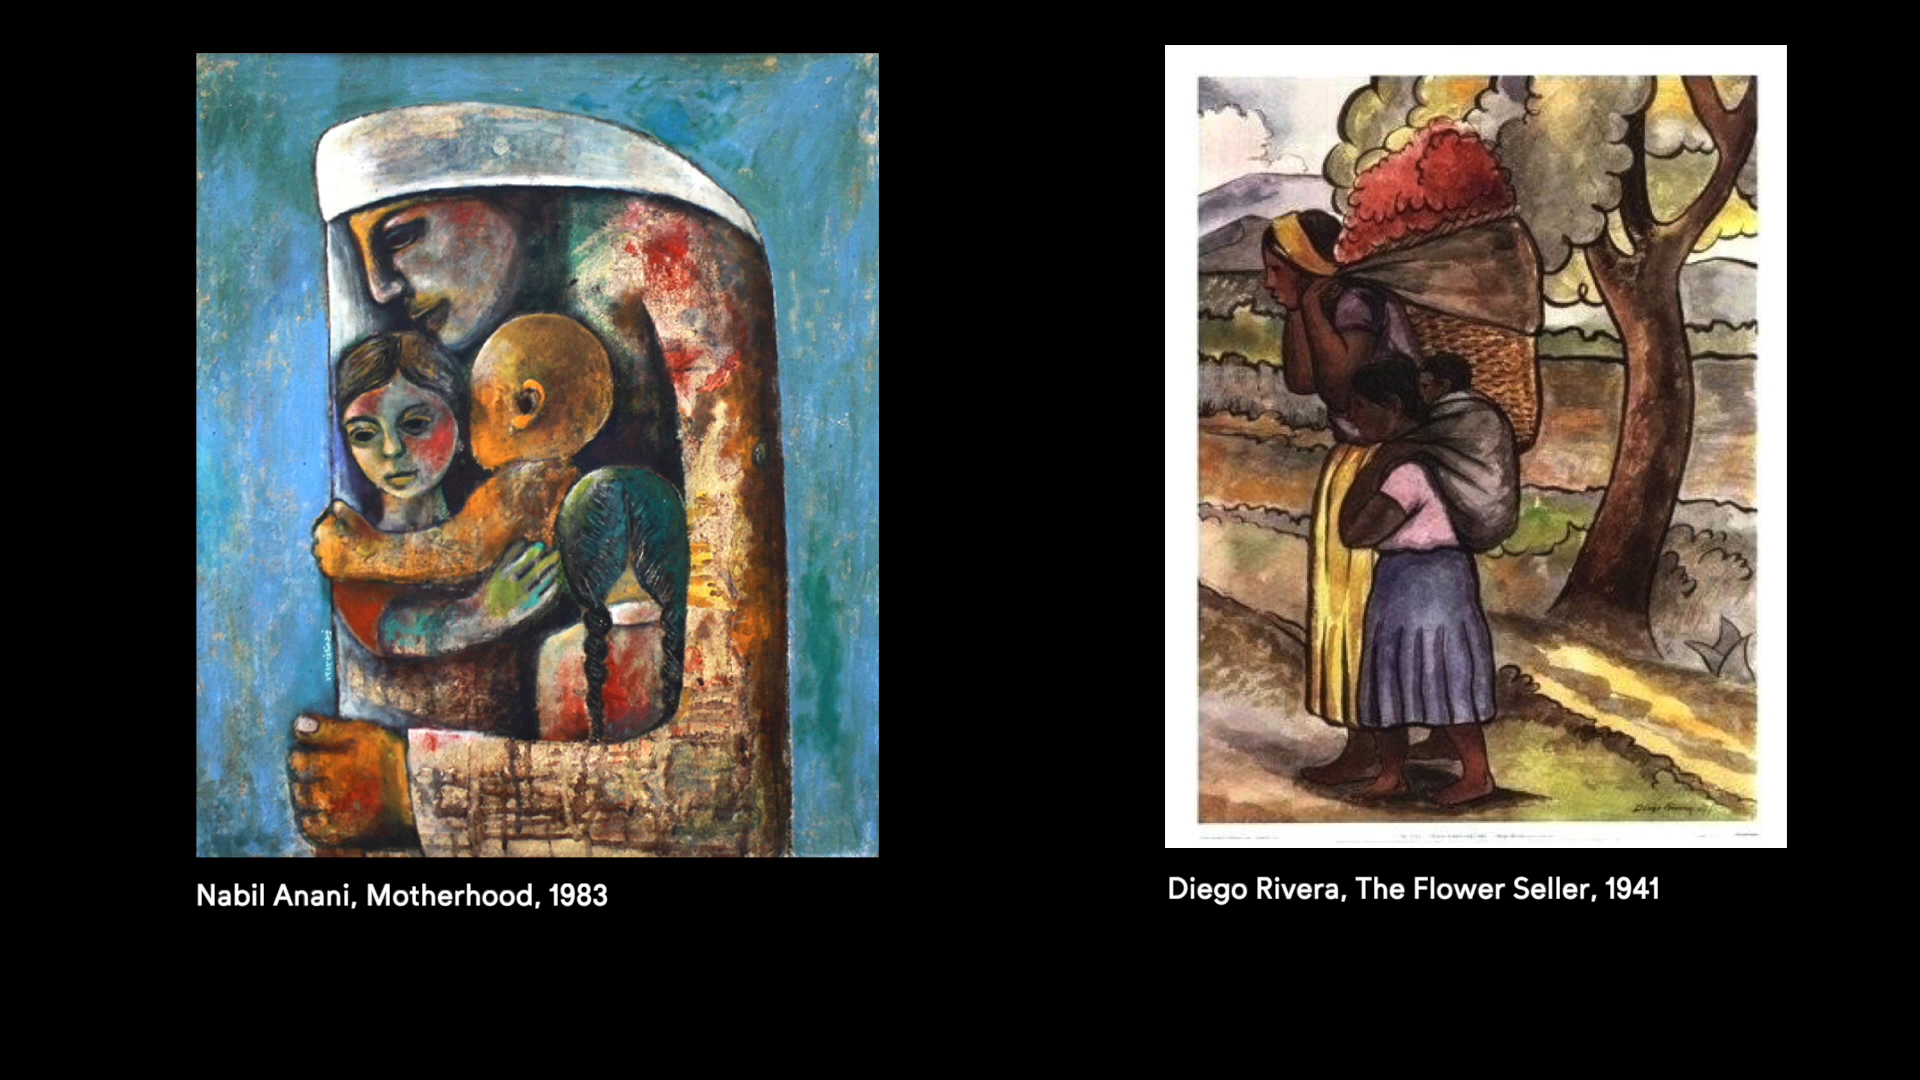 Nabil Anani, Motherhood, 1983
Diego Rivera, The Flower Seller, 1941